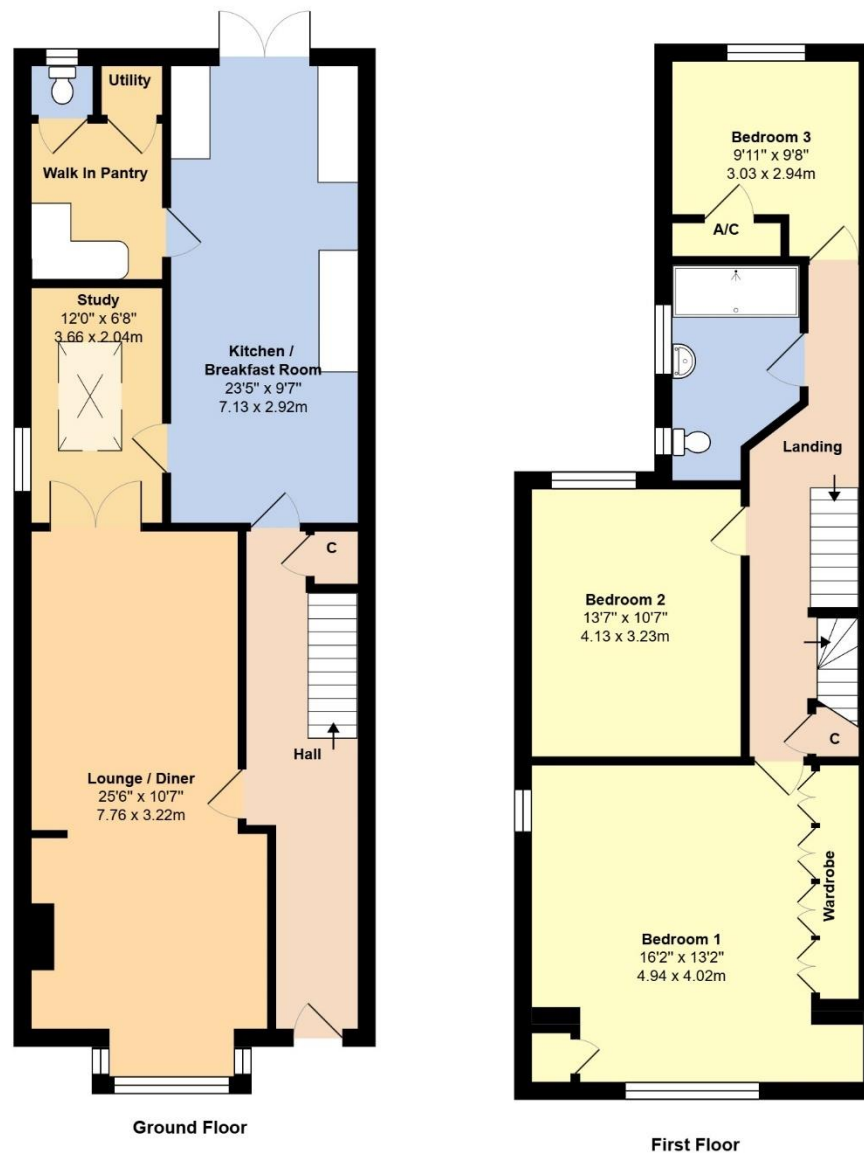 Utility
Walk In Pantry
Study
12'0" x 6'8"
3.66 x 2.04m
Kitchen /
Breakfast Room
23'5" x 9'7"
7.13 x 2.92m
C
Hall
Lounge / Diner
25'6" x 10'7"
7.76 x 3.22m
Ground Floor
Bedroom 3
9'11" x 9'8"
3.03 x 2.94m
A/C
Landing
Bedroom 2
13'7" x 10'7"
4.13 x 3.23m
C
Wardrobe
Bedroom 1
16'2" x 13'2"
4.94 x 4.02m
First Floor